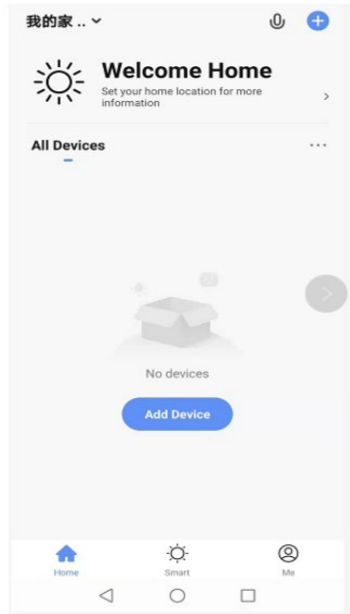 我的家 ..
Welcome Home
Set your home location for more
information
All Devices
No devices
Add Device
Home
Smart
Me